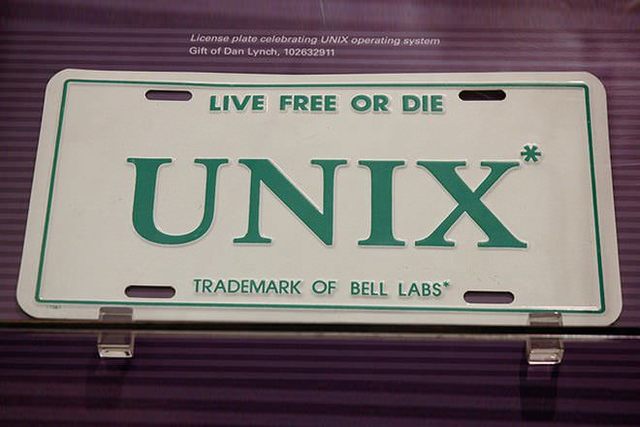 License plate celebrating UNIX operating system
Gift of Dan Lynch, 102632911
LIVE FREE OR DIE
UNIX*
TRADEMARK OF BELL LABS*